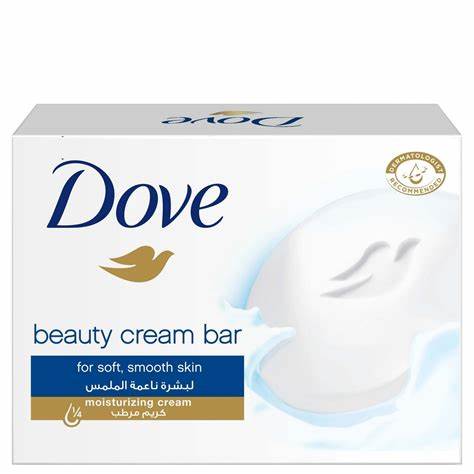 Dove
DERMATOLOGIST
RECOMMENDED
Dove
beauty cream bar
for soft, smooth skin
لبشرة ناعمة الملمس
¼
moisturizing cream
كريم مرطب